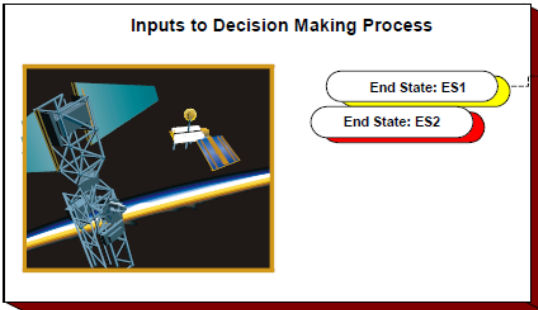 Inputs to Decision Making Process
End State: ES1
End State: ES2